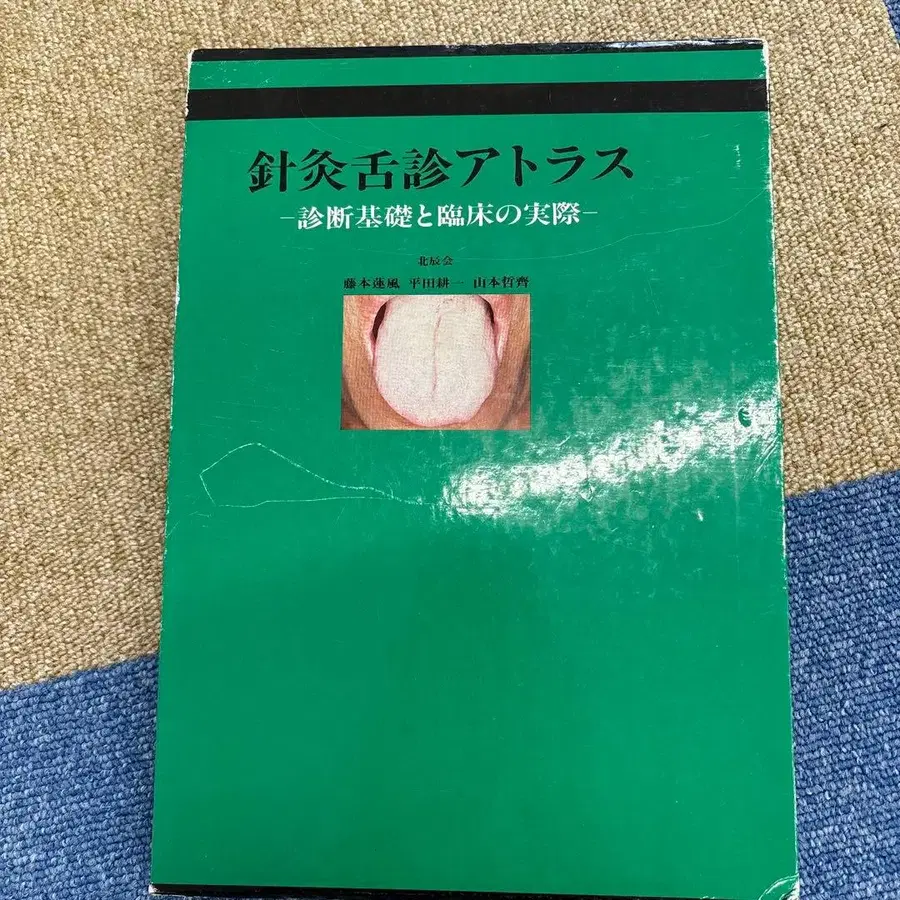 針灸舌診アトラス
−診断基礎と臨床の実際−
北辰会
藤本蓮風 平田耕一 山本哲齊